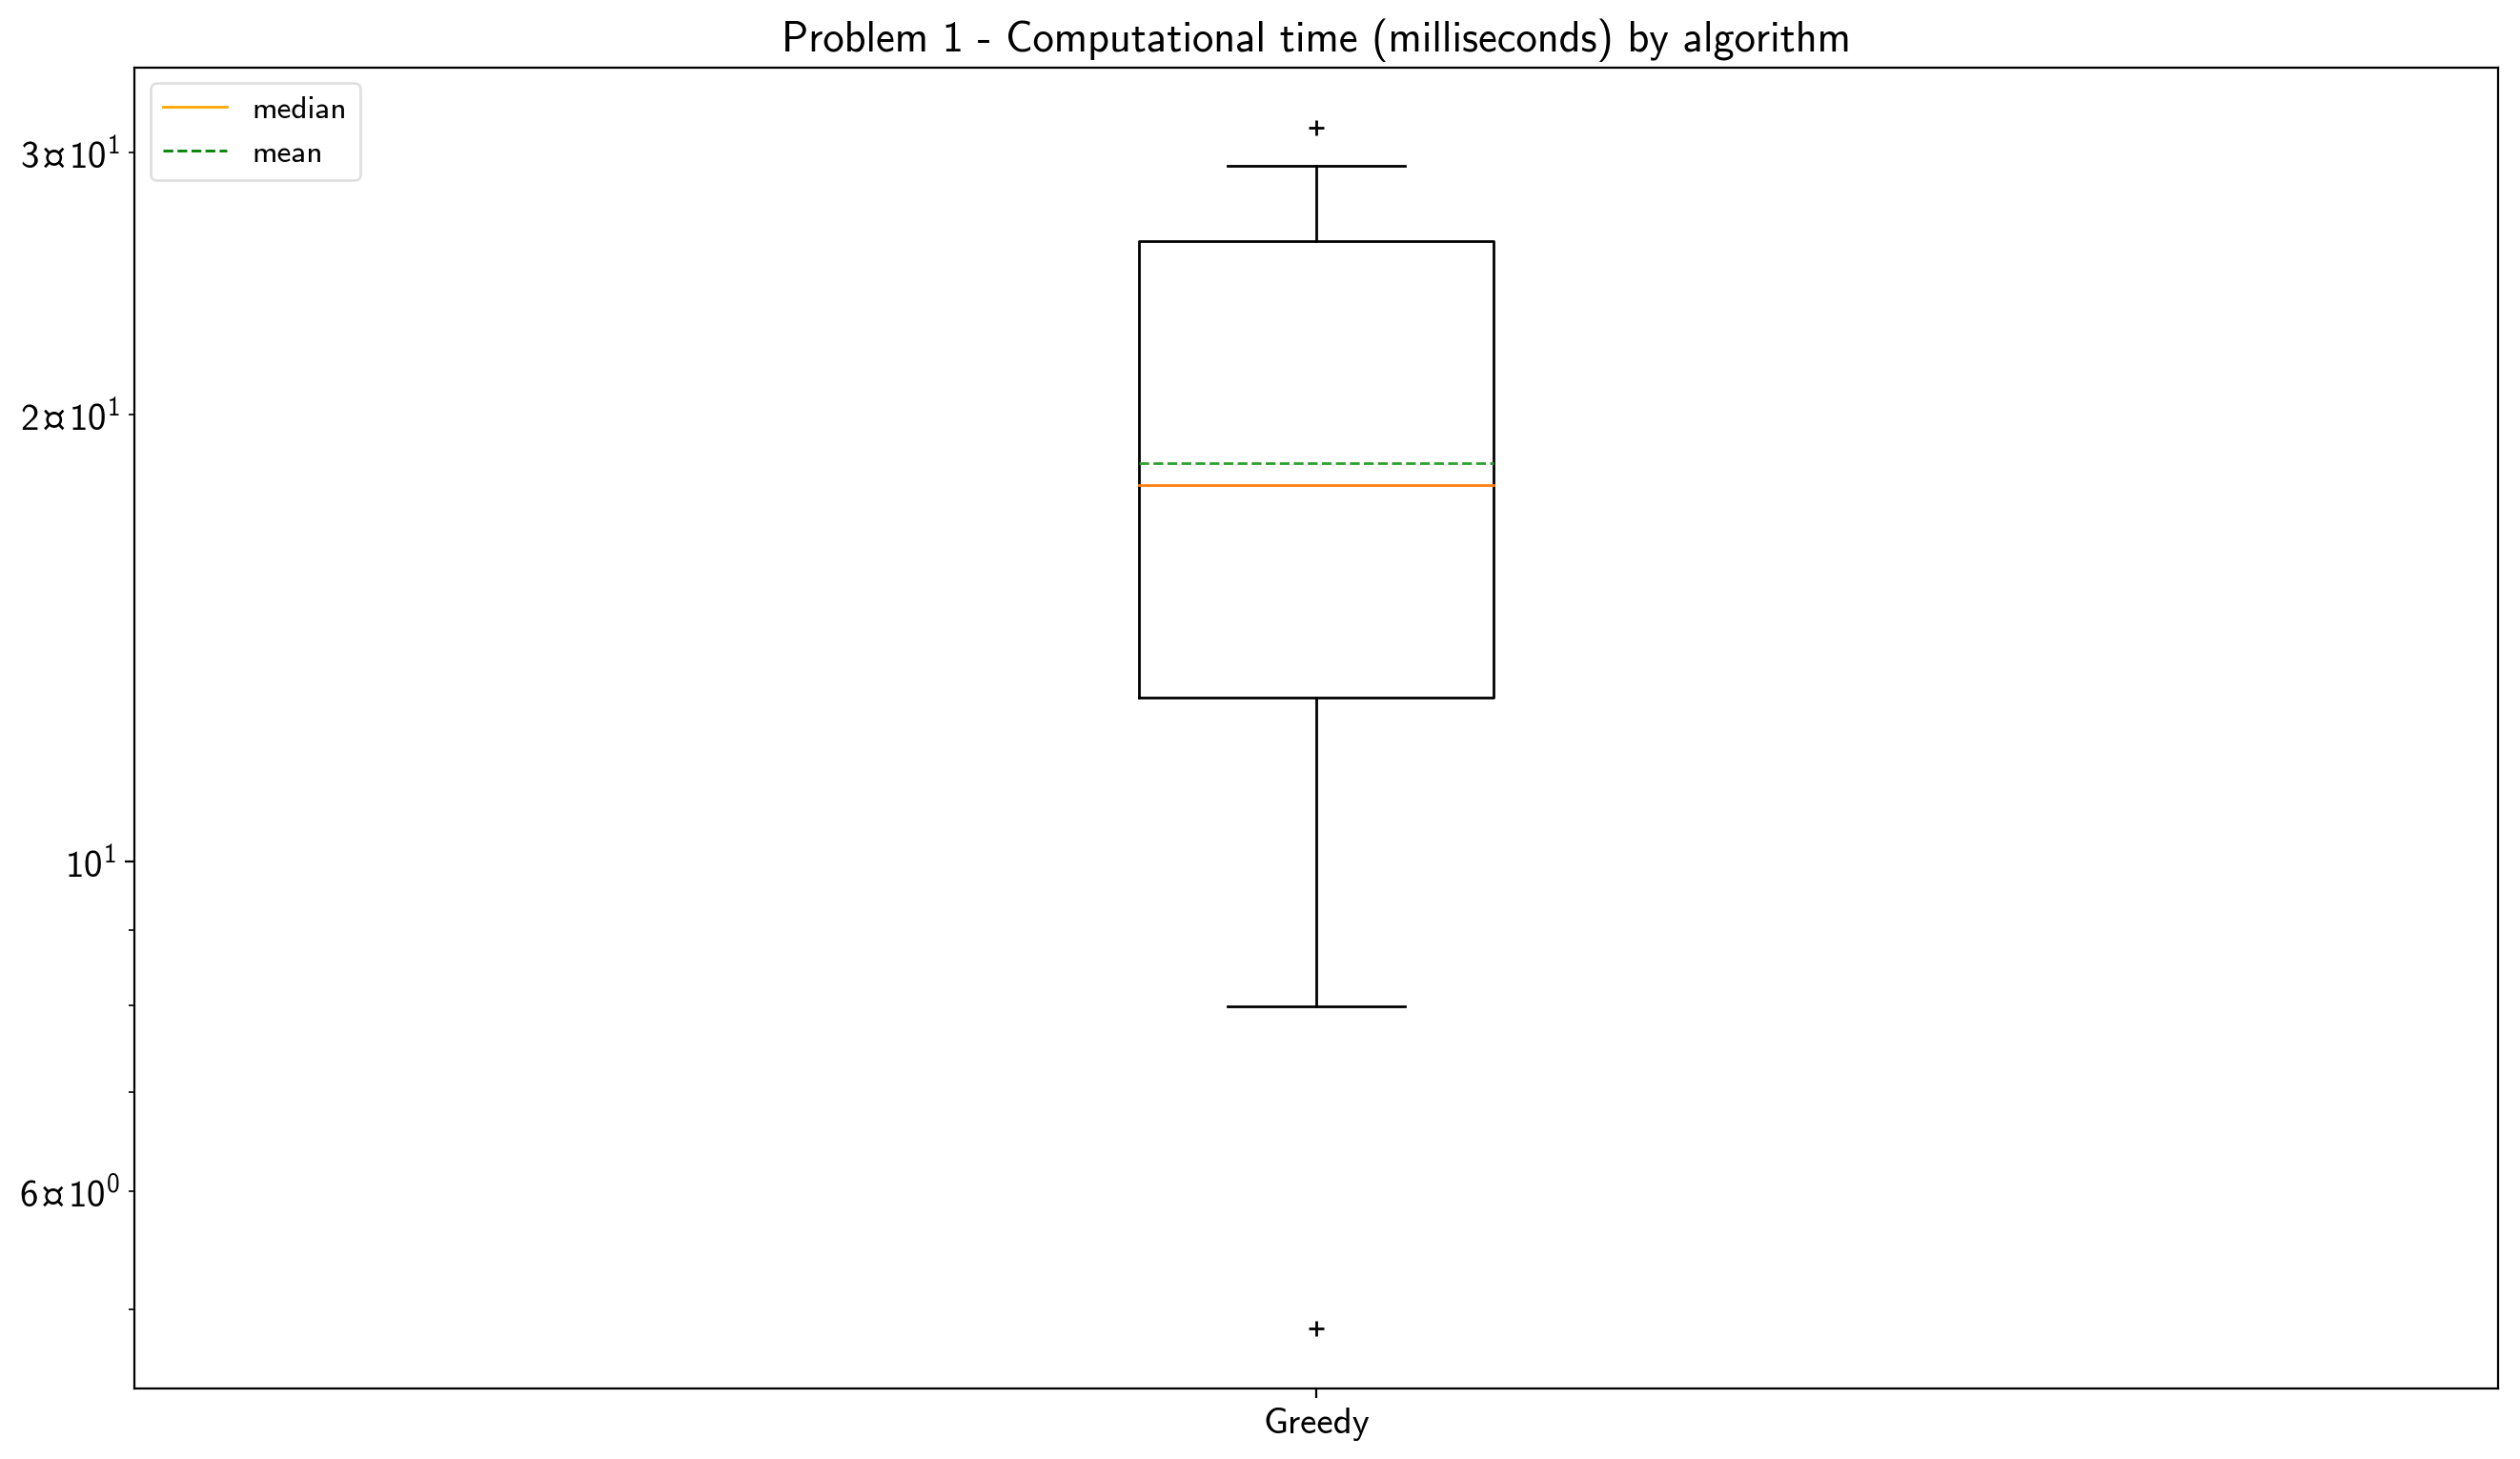 Problem 1 - Computational time (milliseconds) by algorithm
median
mean
3¤10¹
2¤10¹
10¹
6¤10⁰
Greedy